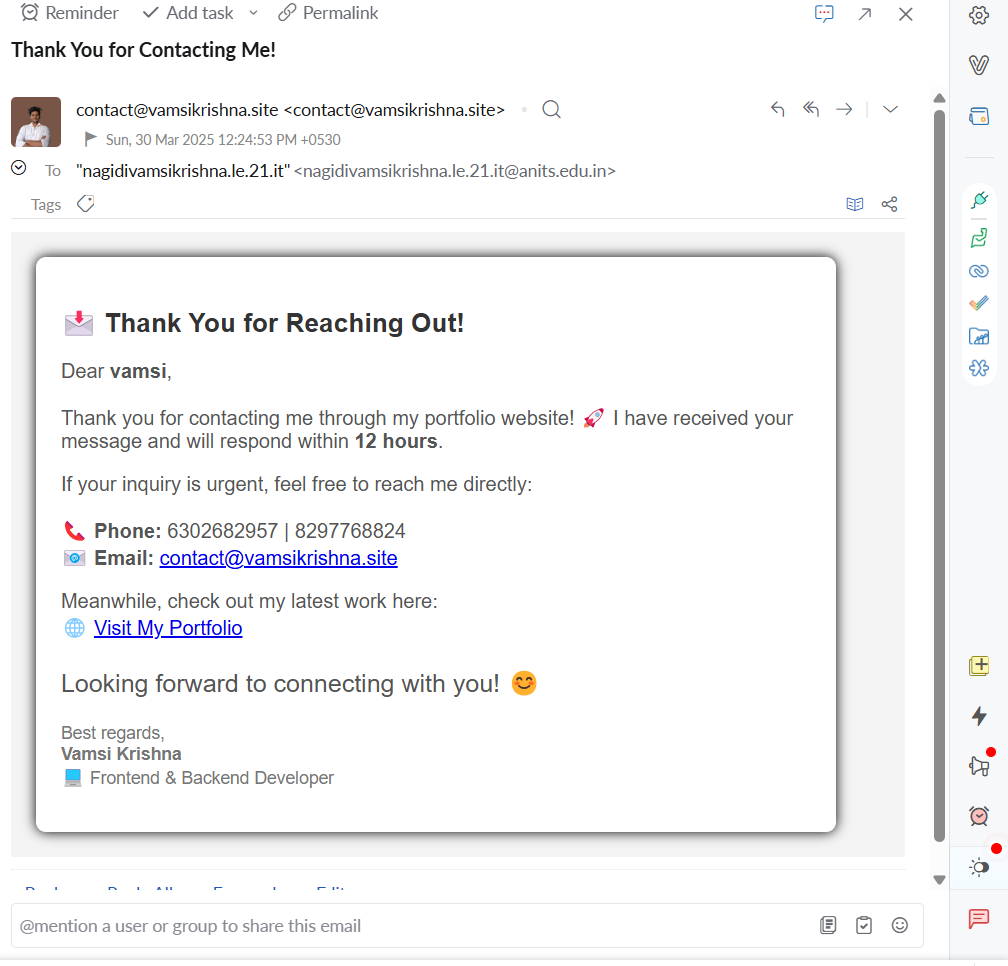 Reminder Add task Permalink
Thank You for Contacting Me!
contact@vamsikrishna.site <contact@vamsikrishna.site>
Sun, 30 Mar 2025 12:24:53 PM +0530
To "nagidivamsikrishna.le.21.it" <nagidivamsikrishna.le.21.it@anits.edu.in>
Tags
Thank You for Reaching Out!
Dear vamsi,
Thank you for contacting me through my portfolio website! 🚀 I have received your
message and will respond within 12 hours.
If your inquiry is urgent, feel free to reach me directly:
📞 Phone: 6302682957 | 8297768824
📧 Email: contact@vamsikrishna.site
Meanwhile, check out my latest work here:
🌐 Visit My Portfolio
Looking forward to connecting with you! 😊
Best regards,
Vamsi Krishna
💻 Frontend & Backend Developer
@mention a user or group to share this email